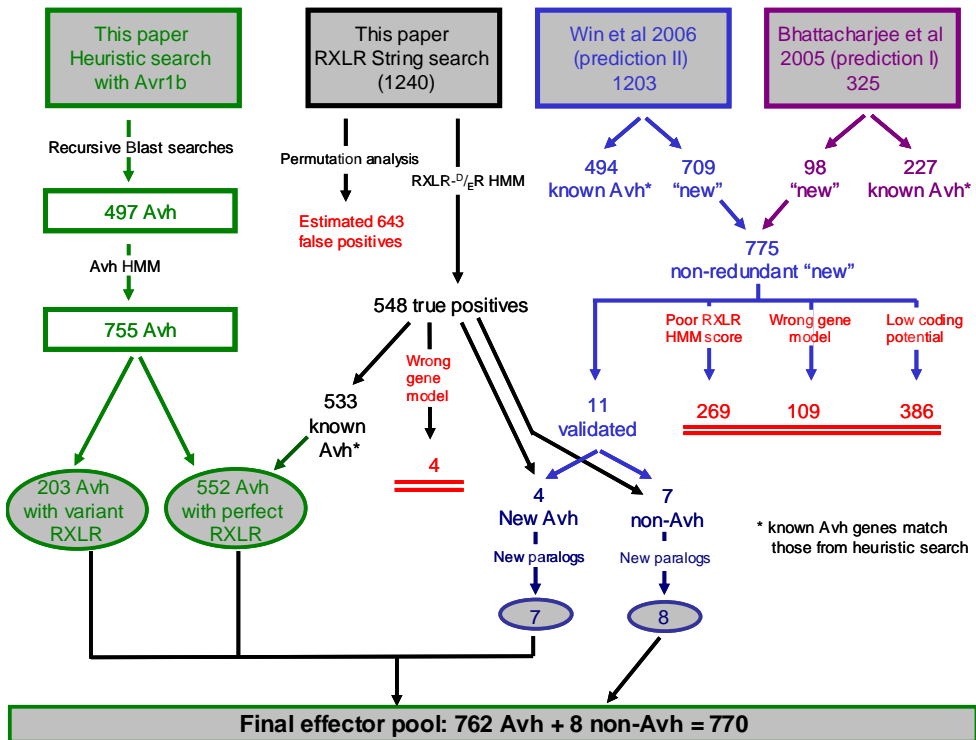 This paper
Heuristic search
with Avr1b
This paper
RXLR String search
(1240)
Win et al 2006
(prediction II)
1203
Bhattacharjee et al
2005 (prediction I)
325
Recursive Blast searches
497 Avh
Avh HMM
755 Avh
203 Avh
with variant
RXLR
552 Avh
with perfect
RXLR
Permutation analysis
Estimated 643
false positives
RXLR-D/ER HMM
548 true positives
533
known
Avh*
Wrong
gene
model
4
494
known Avh*
709
“new”
98
“new”
227
known Avh*
775
non-redundant “new”
Poor RXLR
HMM score
Wrong gene
model
Low coding
potential
269
109
386
11
validated
4
New Avh
7
non-Avh
New paralogs
New paralogs
7
8
* known Avh genes match
those from heuristic search
Final effector pool: 762 Avh + 8 non-Avh = 770